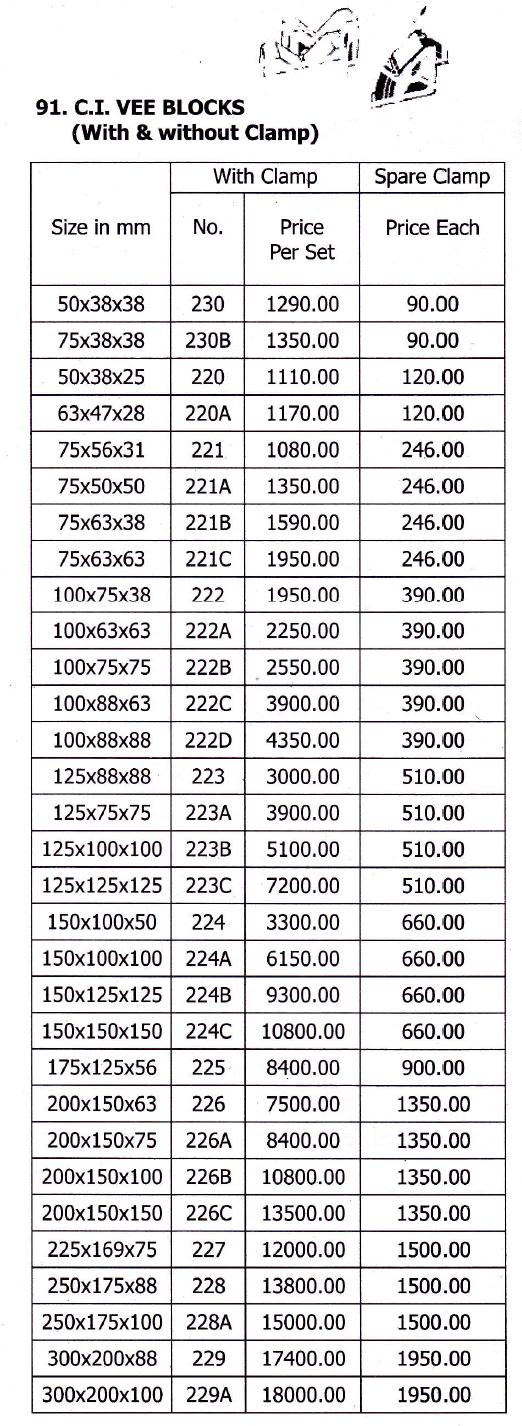 91. C.I. VEE BLOCKS
(With & without Clamp)
With Clamp Spare Clamp
Size in mm No. Price Per Set Price Each
50x38x38 230 1290.00 90.00
75x38x38 230B 1350.00 90.00
50x38x25 220 1110.00 120.00
63x47x28 220A 1170.00 120.00
75x56x31 221 1080.00 246.00
75x50x50 221A 1350.00 246.00
75x63x38 221B 1590.00 246.00
75x63x63 221C 1950.00 246.00
100x75x38 222 1950.00 390.00
100x63x63 222A 2250.00 390.00
100x75x75 222B 2550.00 390.00
100x88x63 222C 3900.00 390.00
100x88x88 222D 4350.00 390.00
125x88x88 223 3000.00 510.00
125x75x75 223A 3900.00 510.00
125x100x100 223B 5100.00 510.00
125x125x125 223C 7200.00 510.00
150x100x50 224 3300.00 660.00
150x100x100 224A 6150.00 660.00
150x125x125 224B 9300.00 660.00
150x150x150 224C 10800.00 660.00
175x125x56 225 8400.00 900.00
200x150x63 226 7500.00 1350.00
200x150x75 226A 8400.00 1350.00
200x150x100 226B 10800.00 1350.00
200x150x150 226C 13500.00 1350.00
225x169x75 227 12000.00 1500.00
250x175x88 228 13800.00 1500.00
250x175x100 228A 15000.00 1500.00
300x200x88 229 17400.00 1950.00
300x200x100 229A 18000.00 1950.00